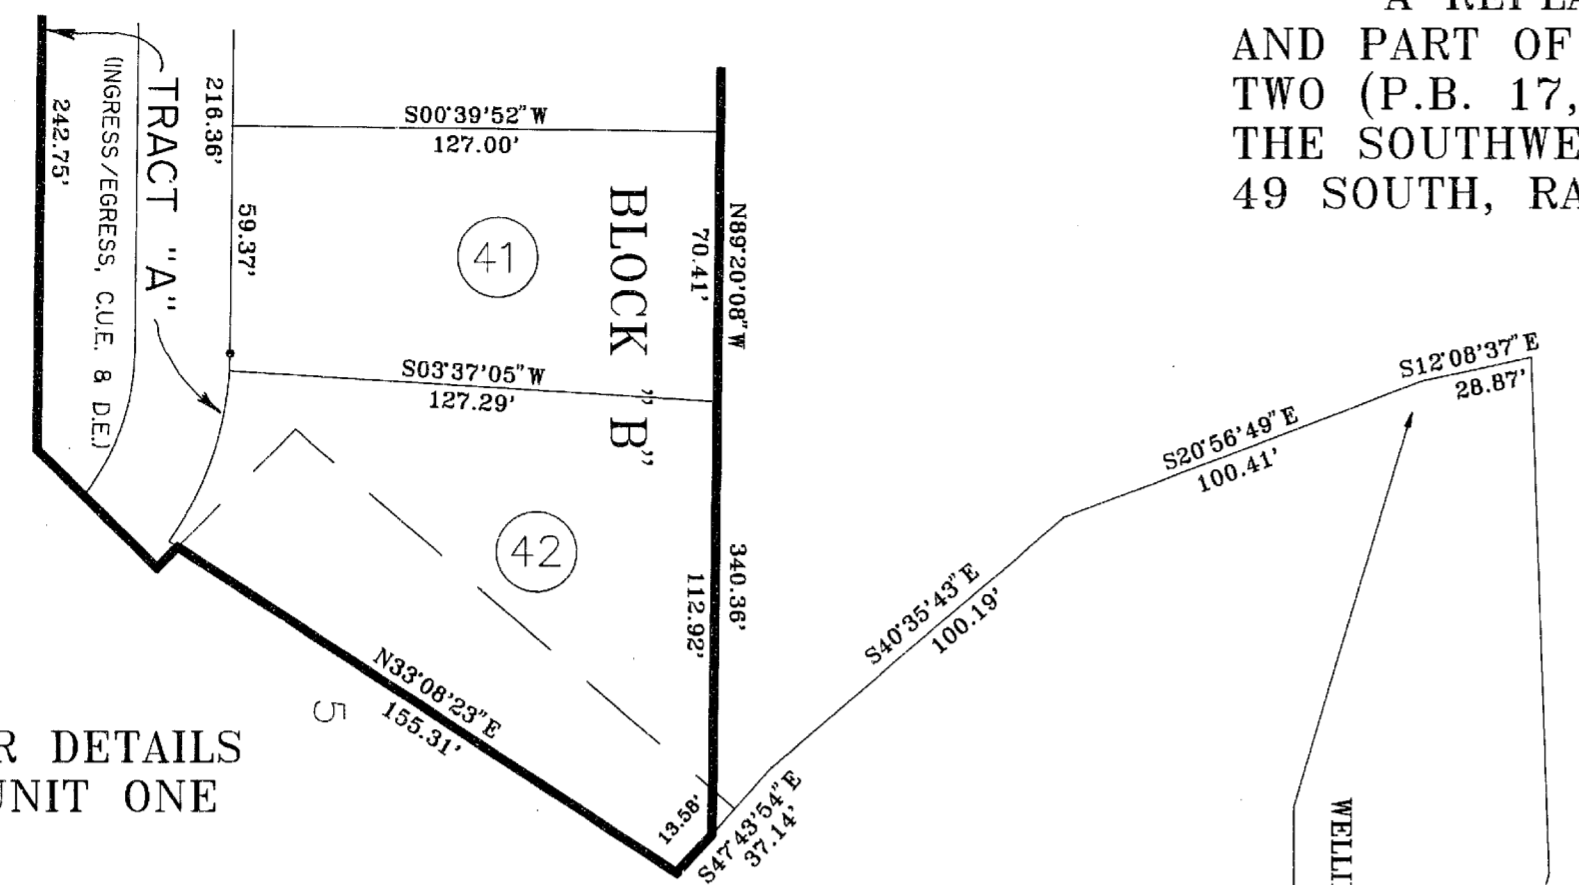 A REPLA
AND PART OF
TWO (P.B. 17,
THE SOUTHWE
49 SOUTH, RA
TRACT "A"
(INGRESS/EGRESS, C.U.E. & D.E.)
242.75'
216.36'
59.37'
S00°39'52"W
127.00'
41
BLOCK "B"
N89°20'08"W
70.41'
S03°37'05"W
127.29'
42
340.36'
112.92'
N33°08'23"E
155.31'
5
13.58'
S47°43'54"E
37.14'
S40°35'43"E
100.19'
S20°56'49"E
100.41'
S12°08'37"E
28.87'
R DETAILS
UNIT ONE
WELLI